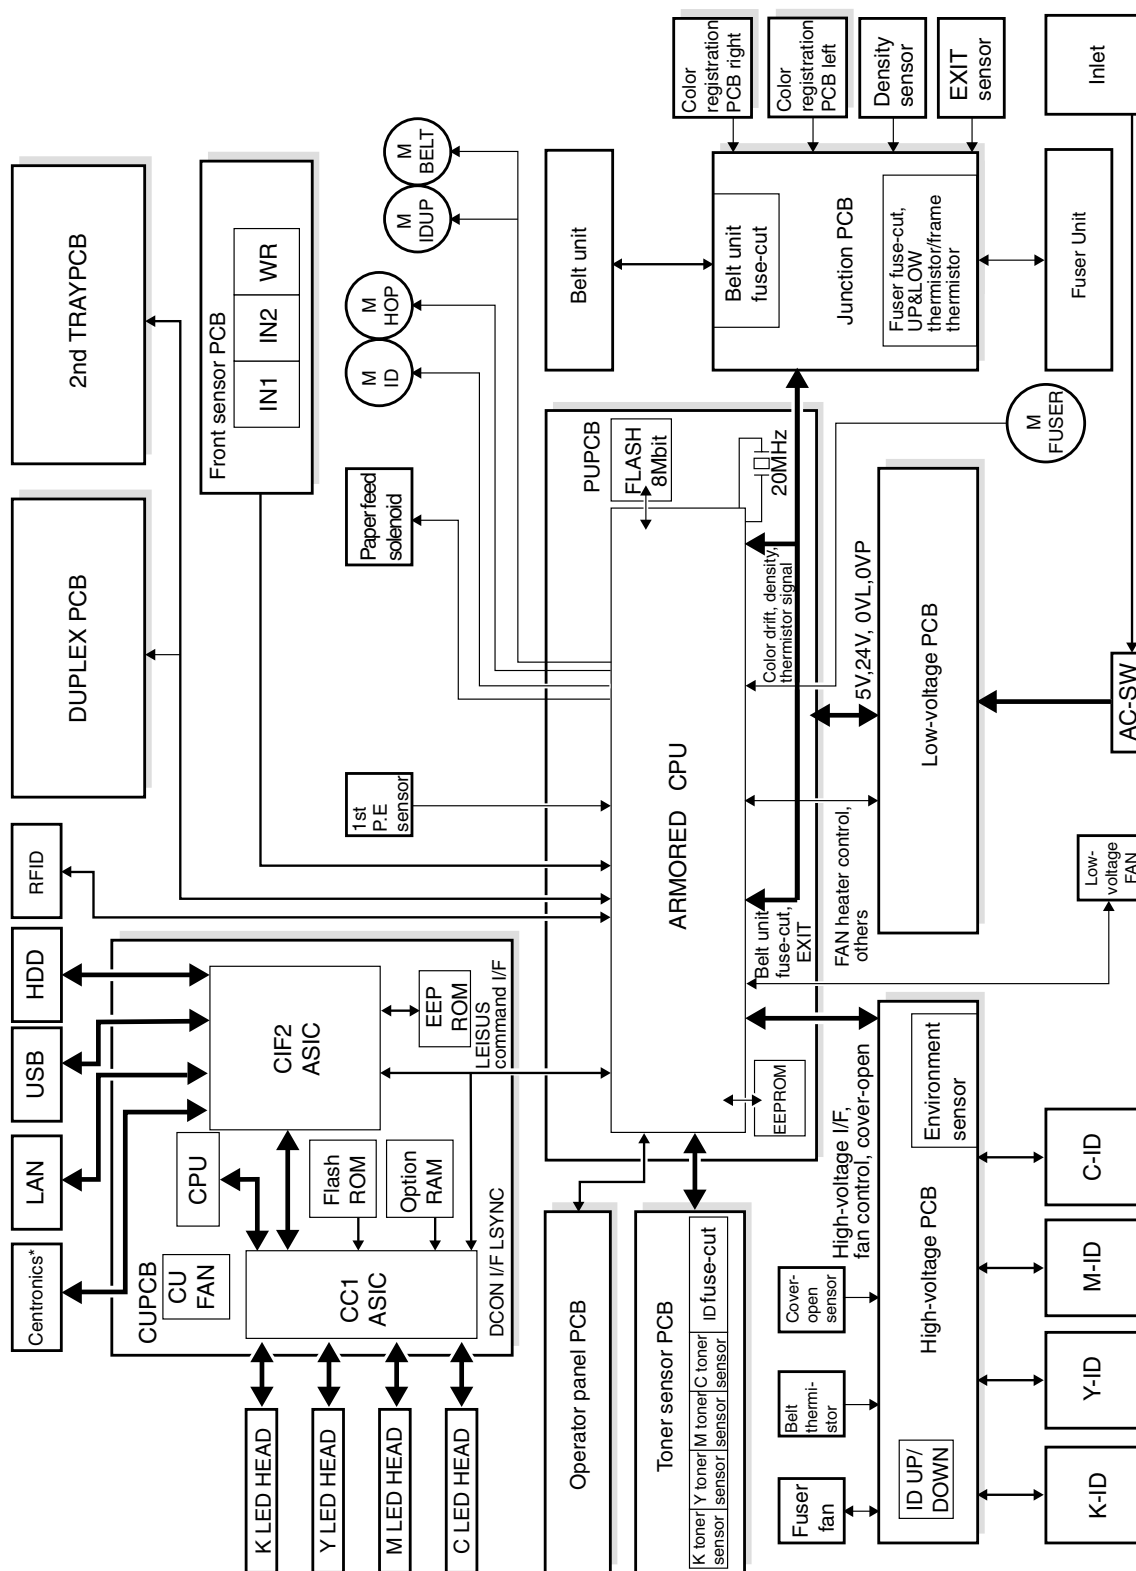 Centronics*
LAN
USB
HDD
RFID
DUPLEX PCB
2nd TRAYPCB
CUPCB
CU
FAN
CPU
CIF2
ASIC
Flash
ROM
Option
RAM
EEP
ROM
CC1
ASIC
LEISUS
command I/F
DCON I/F LSYNC
Front sensor PCB
IN1
IN2
WR
K LED HEAD
Y LED HEAD
M LED HEAD
C LED HEAD
1st
P.E
sensor
Paperfeed
solenoid
M
ID
M
HOP
M
IDUP
M
BELT
Operator panel PCB
Toner sensor PCB
K toner
sensor
Y toner
sensor
M toner
sensor
C toner
sensor
ID fuse-cut
PUPCB
FLASH
8Mbit
ARMORED CPU
EEPROM
20MHz
Belt unit
fuse-cut,
EXIT
Color drift, density,
thermistor signal
Belt unit
Color
registration
PCB right
Color
registration
PCB left
Density
sensor
EXIT
sensor
Belt unit
fuse-cut
Junction PCB
Fuser fuse-cut,
UP&LOW
thermistor/frame
thermistor
Fuser
fan
Belt
thermi-
stor
Cover-
open
sensor
High-voltage I/F,
fan control, cover-open
FAN heater control,
others
5V,24V, 0VL,0VP
ID UP/
DOWN
High-voltage PCB
Environment
sensor
Low-voltage PCB
M
FUSER
Fuser Unit
Inlet
K-ID
Y-ID
M-ID
C-ID
Low-
voltage
FAN
AC-SW